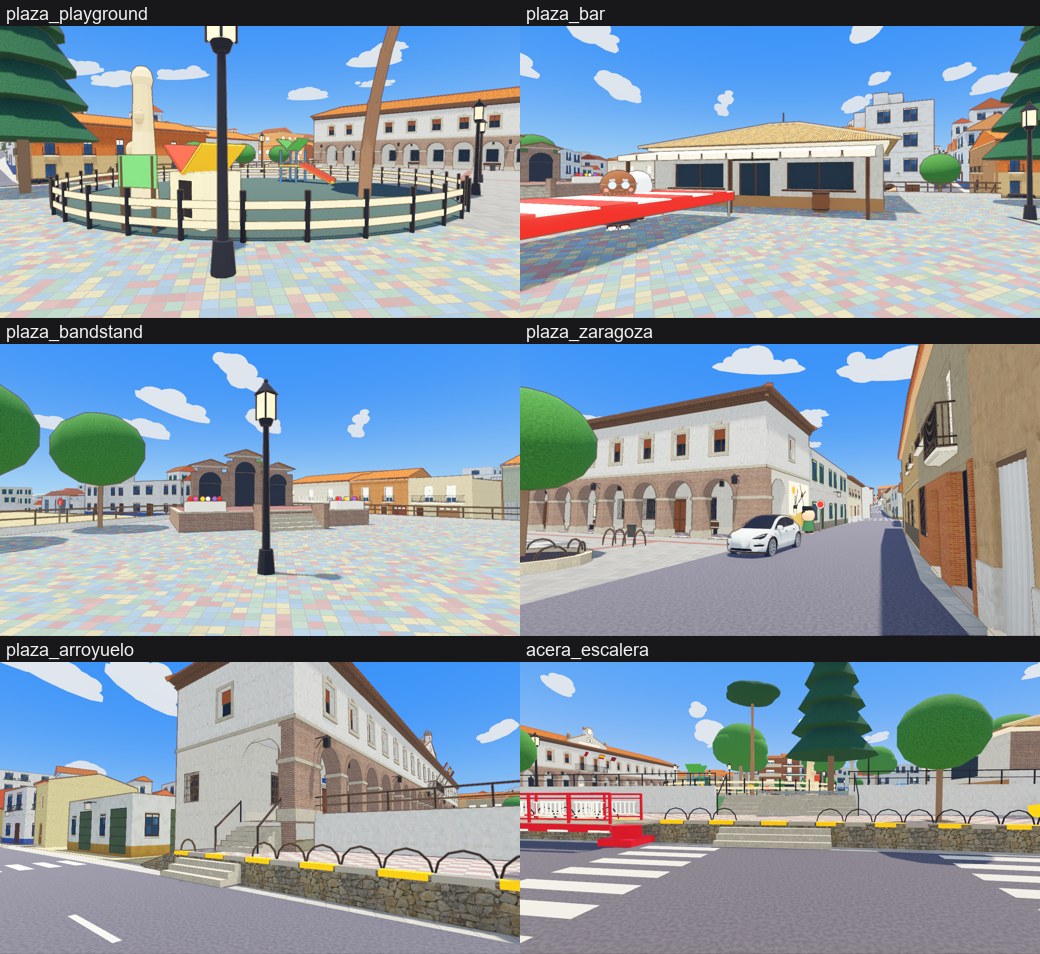 plaza_playground
plaza_bar
plaza_bandstand
plaza_zaragoza
plaza_arroyuelo
acera_escalera